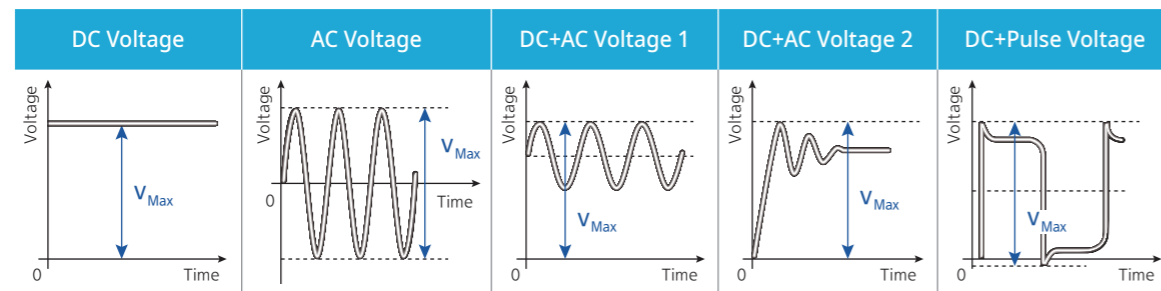 DC Voltage
AC Voltage
DC+AC Voltage 1
DC+AC Voltage 2
DC+Pulse Voltage
Voltage
VMax
0
Time
Voltage
VMax
0
Time
Voltage
VMax
0
Time
Voltage
VMax
0
Time
Voltage
VMax
0
Time